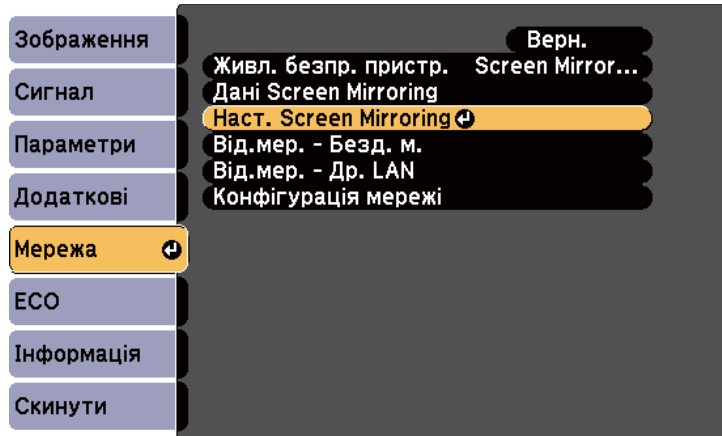 Зображення
Сигнал
Параметри
Додаткові
Мережа
ECO
Інформація
Скинути
Верн.
Живл. безпр. пристр. Screen Mirror...
Дані Screen Mirroring
Наст. Screen Mirroring
Від.мер. - Безд. м.
Від.мер. - Др. LAN
Конфігурація мережі